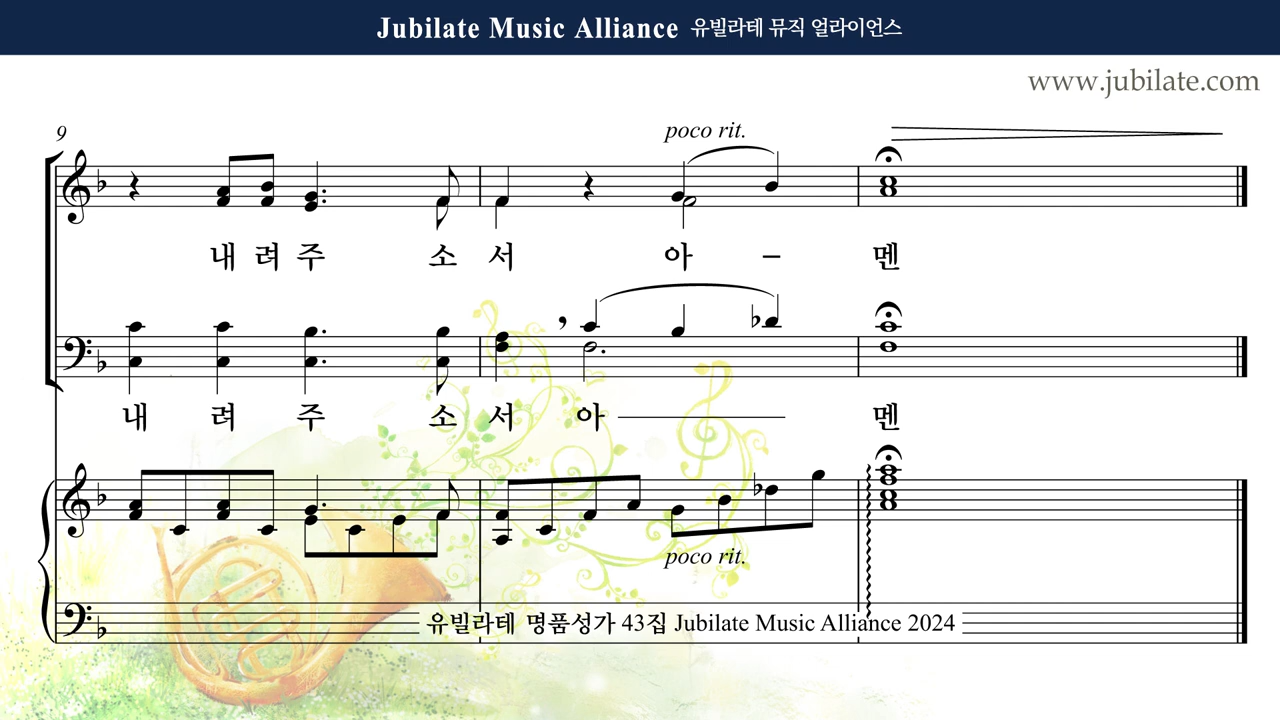 Jubilate Music Alliance 유빌라테 뮤직 얼라이언스
www.jubilate.com
9
poco rit.
내 려 주 소 서 아 – 멘
내 려 주 소 서 아 멘
poco rit.
유빌라테 명품성가 43집 Jubilate Music Alliance 2024